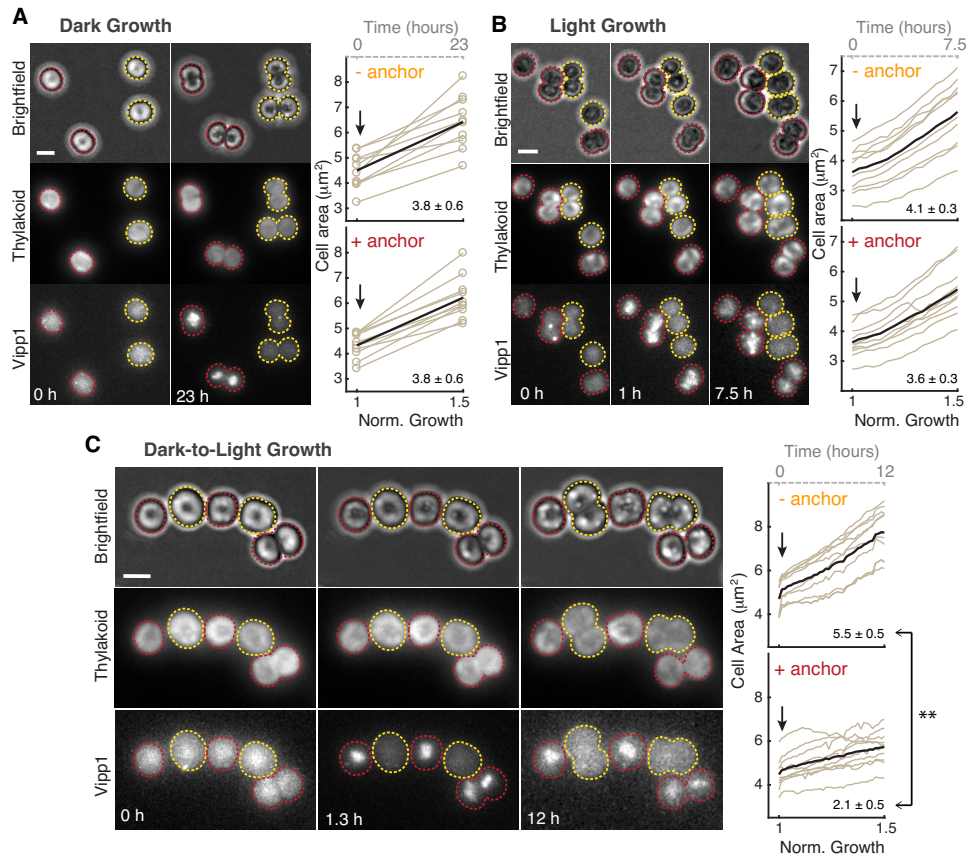 A
Dark Growth
Brightfield
Thylakoid
Vipp1
0 h
23 h
Time (hours)
0 23
- anchor
8
7
6
5
4
3
3.8 ± 0.6
Cell area (µm²)
+ anchor
8
7
6
5
4
3
3.8 ± 0.6
1 1.5
Norm. Growth
B
Light Growth
Brightfield
Thylakoid
Vipp1
0 h
1 h
7.5 h
Time (hours)
0 7.5
- anchor
7
6
5
4
3
4.1 ± 0.3
Cell area (µm²)
+ anchor
7
6
5
4
3
2
3.6 ± 0.3
1 1.5
Norm. Growth
C
Dark-to-Light Growth
Brightfield
Thylakoid
Vipp1
0 h
1.3 h
12 h
Time (hours)
0 12
- anchor
8
6
4
5.5 ± 0.5
Cell Area (µm²)
+ anchor
8
6
4
2.1 ± 0.5
**
1 1.5
Norm. Growth